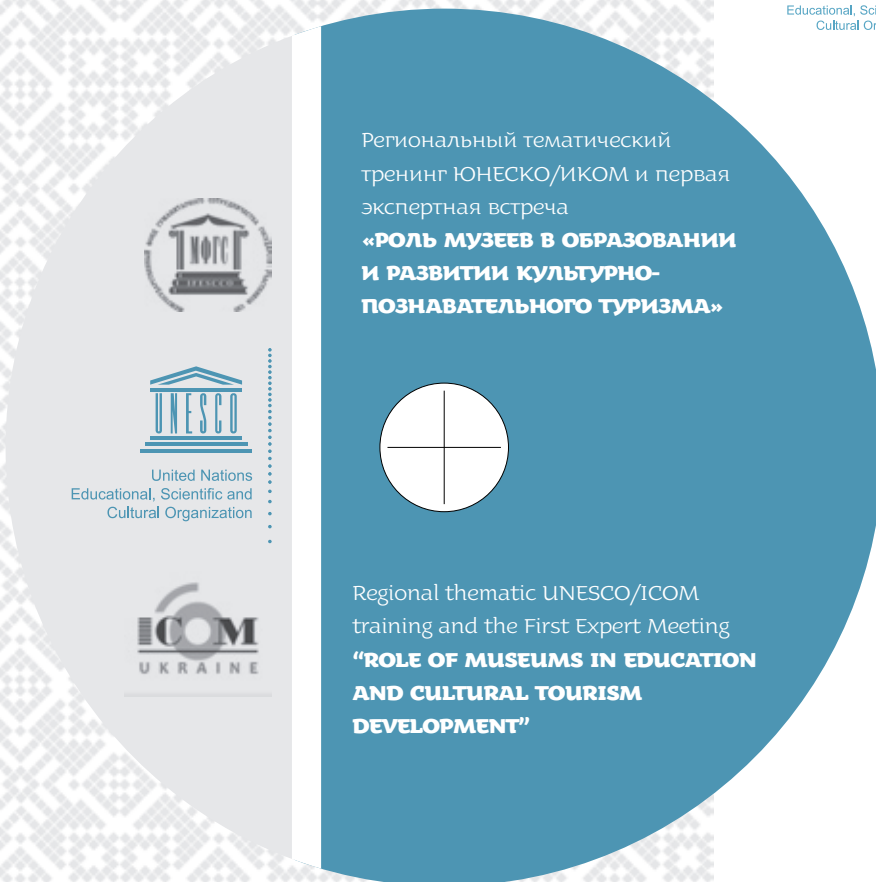 Educational, Sci
Cultural Or
Региональный тематический
тренинг ЮНЕСКО/ИКОМ и первая
экспертная встреча
«РОЛЬ МУЗЕЕВ В ОБРАЗОВАНИИ
И РАЗВИТИИ КУЛЬТУРНО-
ПОЗНАВАТЕЛЬНОГО ТУРИЗМА»
МФГС
UNESCO
United Nations
Educational, Scientific and
Cultural Organization
ICOM
UKRAINE
Regional thematic UNESCO/ICOM
training and the First Expert Meeting
“ROLE OF MUSEUMS IN EDUCATION
AND CULTURAL TOURISM
DEVELOPMENT”